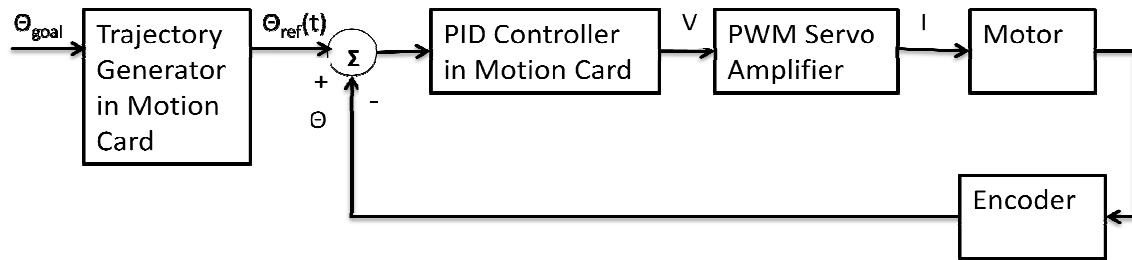 Θgoal
Trajectory
Generator
in Motion
Card
Θref(t)
Σ
+
-
Θ
PID Controller
in Motion Card
V
PWM Servo
Amplifier
I
Motor
Encoder